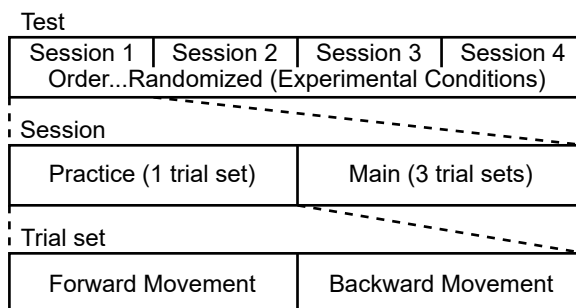 Test
Session 1 Session 2 Session 3 Session 4
Order...Randomized (Experimental Conditions)
Session
Practice (1 trial set) Main (3 trial sets)
Trial set
Forward Movement Backward Movement